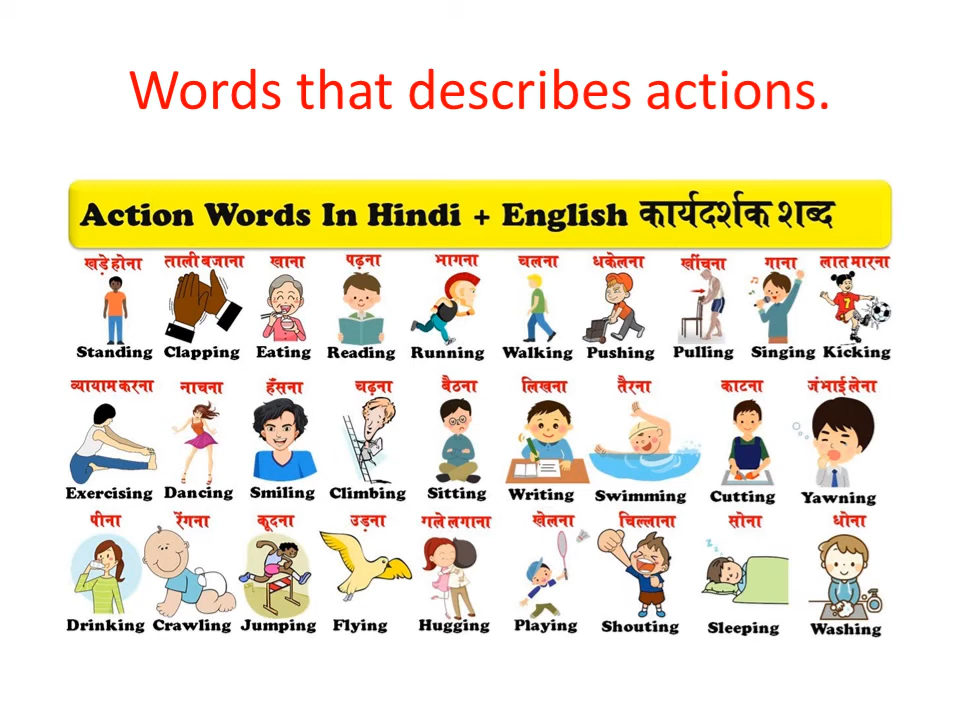 Words that describes actions.
Action Words In Hindi + English कार्यदर्शक शब्द
खड़े होना ताली बजाना खाना पढ़ना भागना चलना धकेलना खींचना गाना लात मारना
Standing Clapping Eating Reading Running Walking Pushing Pulling Singing Kicking
व्यायाम करना नाचना हँसना चढ़ना बैठना लिखना तैरना काटना जंभाई लेना
Exercising Dancing Smiling Climbing Sitting Writing Swimming Cutting Yawning
पीना रेंगना कूदना उड़ना गले लगाना खेलना चिल्लाना सोना धोना
Drinking Crawling Jumping Flying Hugging Playing Shouting Sleeping Washing